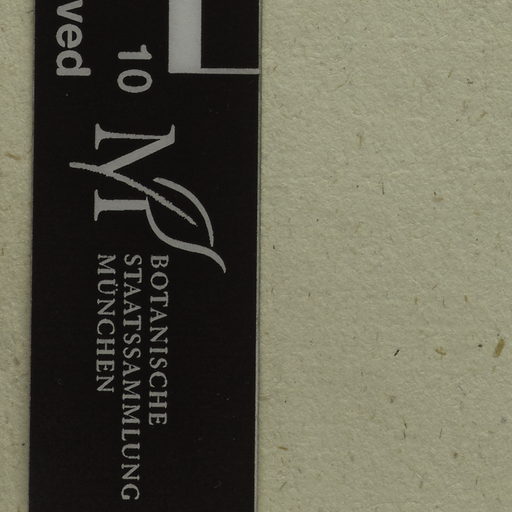 ved
10
M
BOTANISCHE
STAATSSAMMLUNG
MÜNCHEN